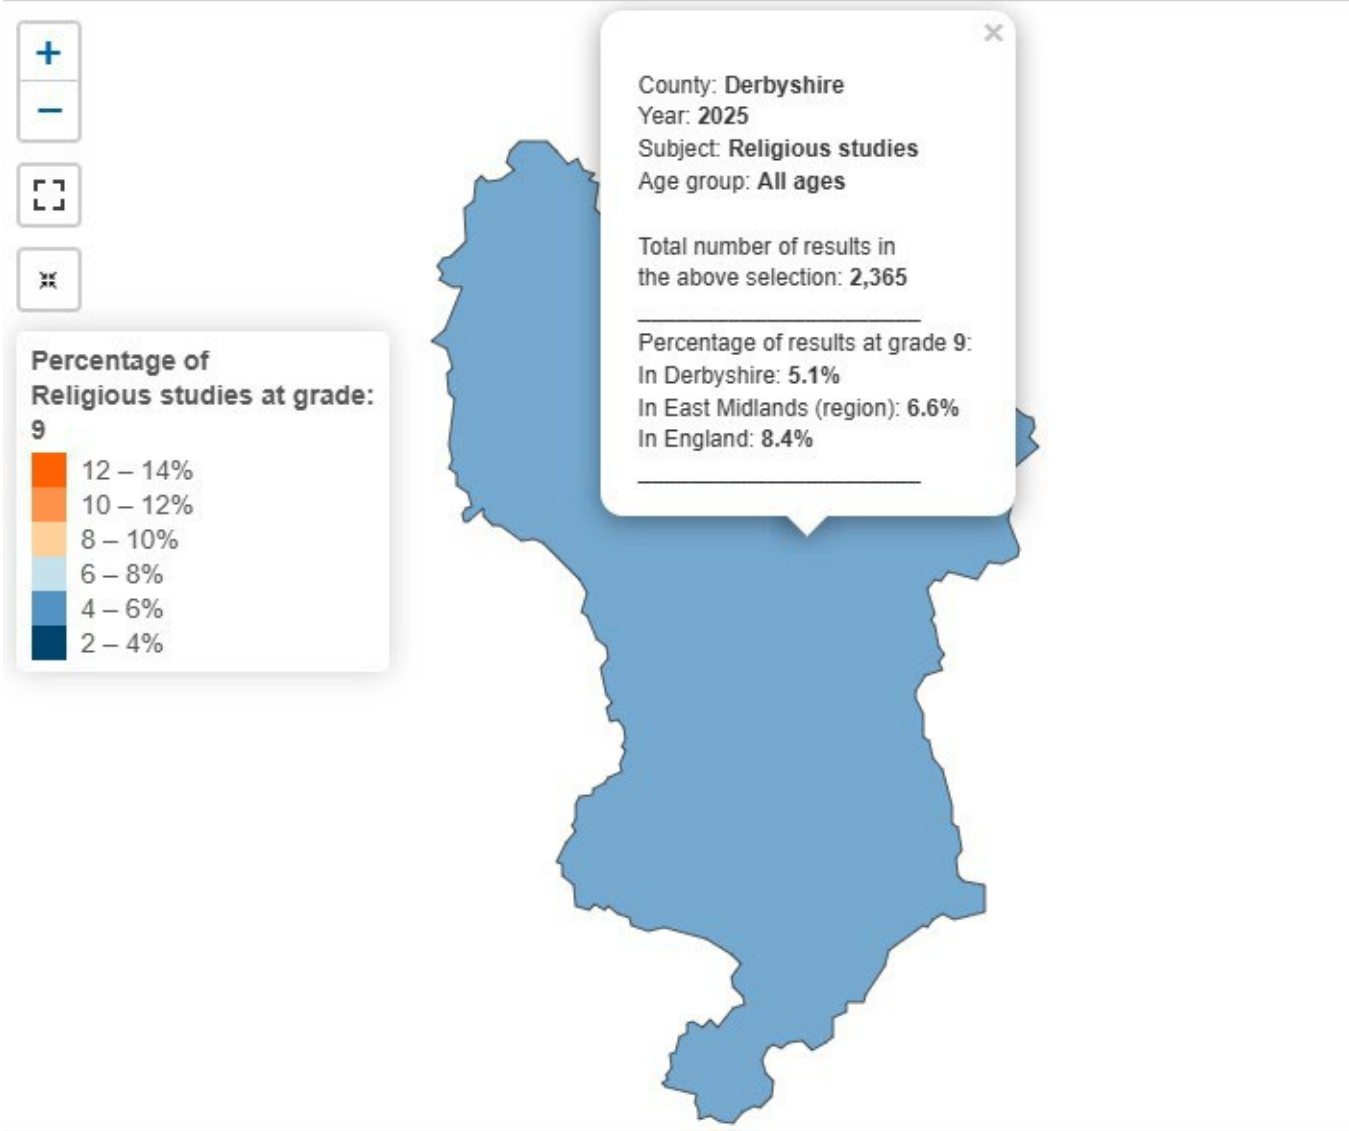 +
−
Percentage of
Religious studies at grade:
9
12 – 14%
10 – 12%
8 – 10%
6 – 8%
4 – 6%
2 – 4%
×
County: Derbyshire
Year: 2025
Subject: Religious studies
Age group: All ages
Total number of results in
the above selection: 2,365
Percentage of results at grade 9:
In Derbyshire: 5.1%
In East Midlands (region): 6.6%
In England: 8.4%